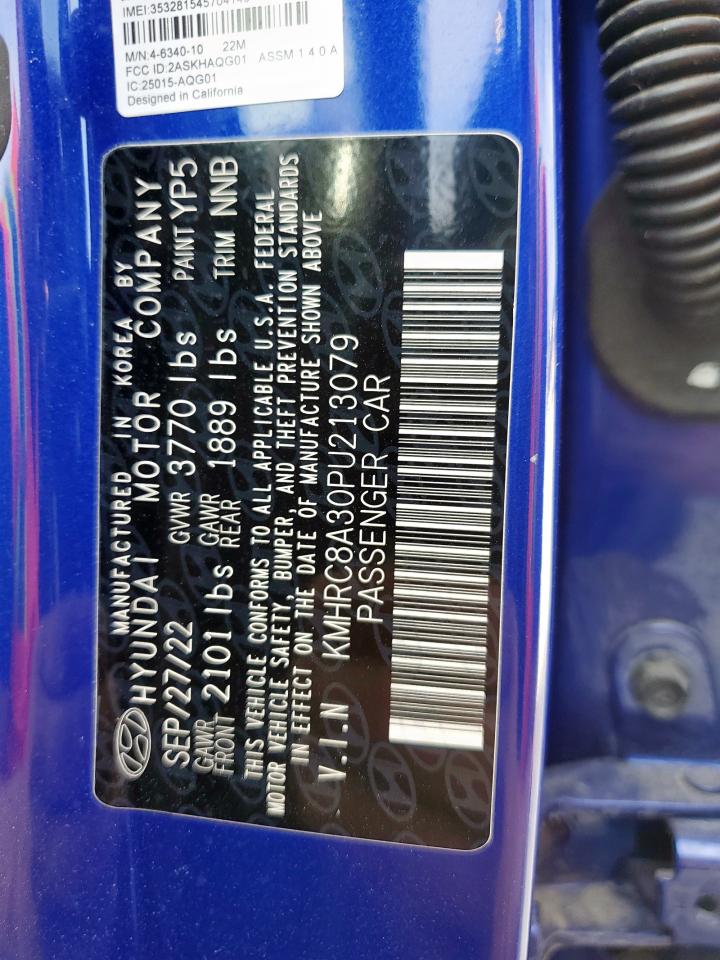 M/N:4-6340-10 22M
FCC ID:2ASKHAQG01 ASSM 1 4 0 A
IC:25015-AQG01
Designed in California
MANUFACTURED IN KOREA BY
HYUNDAI MOTOR COMPANY
SEP/27/22 GVWR 3770 lbs PAINT YP5
GAWR FRONT 2101 lbs GAWR REAR 1889 lbs TRIM NNB
THIS VEHICLE CONFORMS TO ALL APPLICABLE U.S.A. FEDERAL
MOTOR VEHICLE SAFETY, BUMPER, AND THEFT PREVENTION STANDARDS
IN EFFECT ON THE DATE OF MANUFACTURE SHOWN ABOVE
V.I.N KMHRC8A30PU213079
PASSENGER CAR